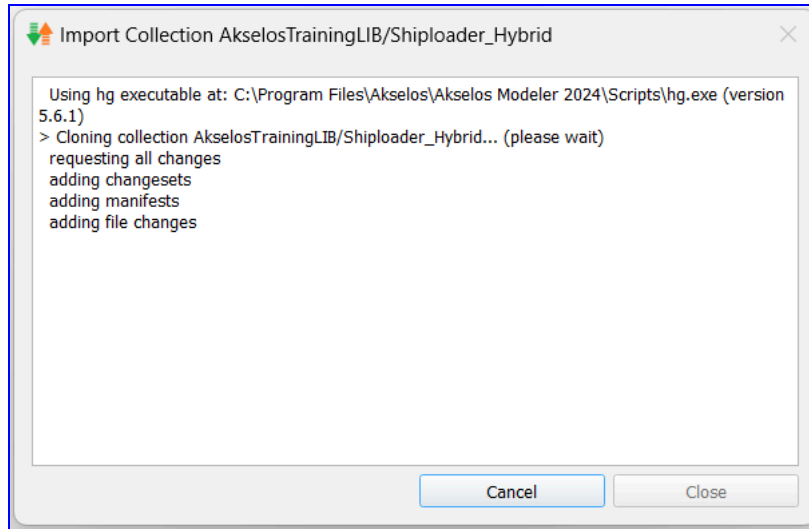 Import Collection AkselosTrainingLIB/Shiploader_Hybrid
Using hg executable at: C:\Program Files\Akselos\Akselos Modeler 2024\Scripts\hg.exe (version
5.6.1)
> Cloning collection AkselosTrainingLIB/Shiploader_Hybrid... (please wait)
requesting all changes
adding changesets
adding manifests
adding file changes
Cancel
Close